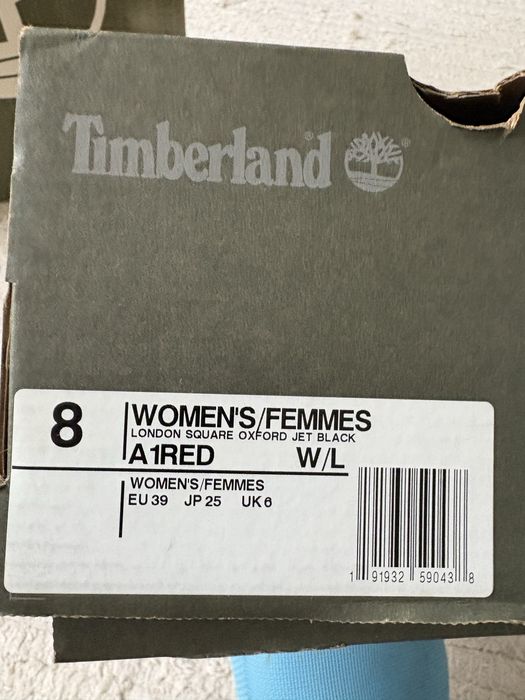 Timberland®
®
8
WOMEN'S/FEMMES
LONDON SQUARE OXFORD JET BLACK
A1RED W/L
WOMEN'S/FEMMES
EU 39 JP 25 UK 6
1 91932 59043 8